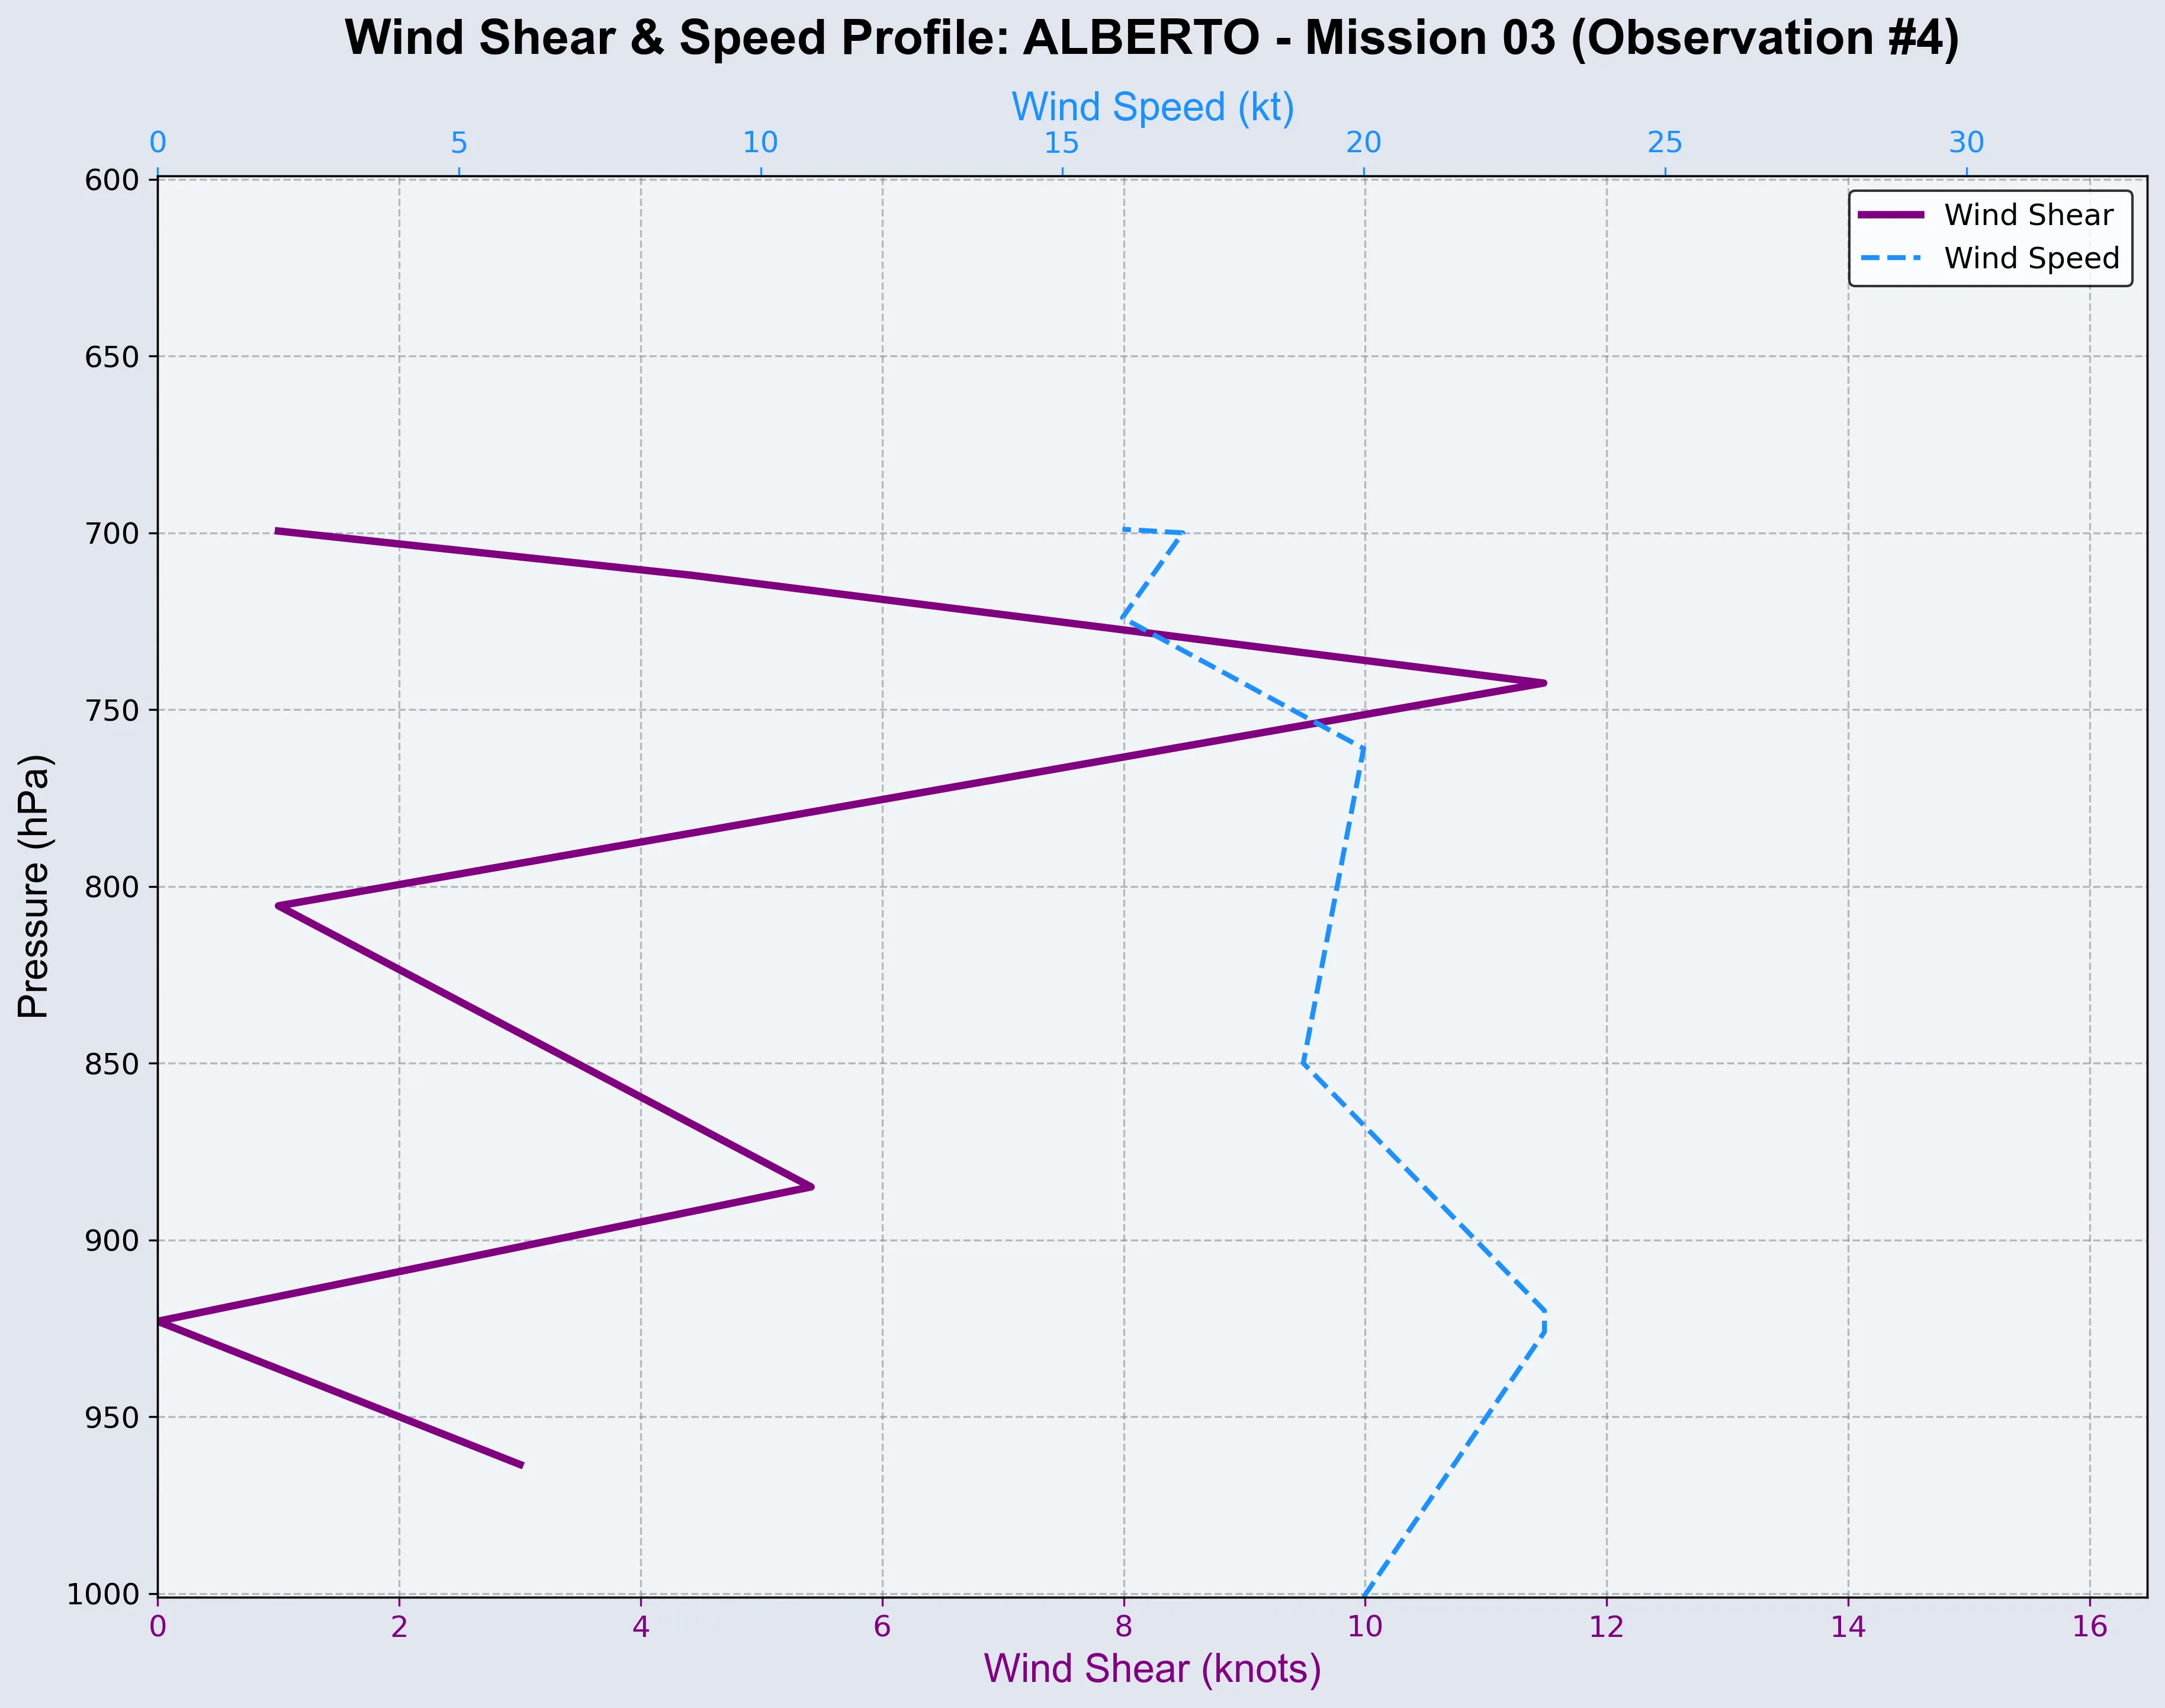 Wind Shear & Speed Profile: ALBERTO - Mission 03 (Observation #4)
Wind Speed (kt)
0 5 10 15 20 25 30
Wind Shear
Wind Speed
Pressure (hPa)
600
650
700
750
800
850
900
950
1000
0 2 4 6 8 10 12 14 16
Wind Shear (knots)